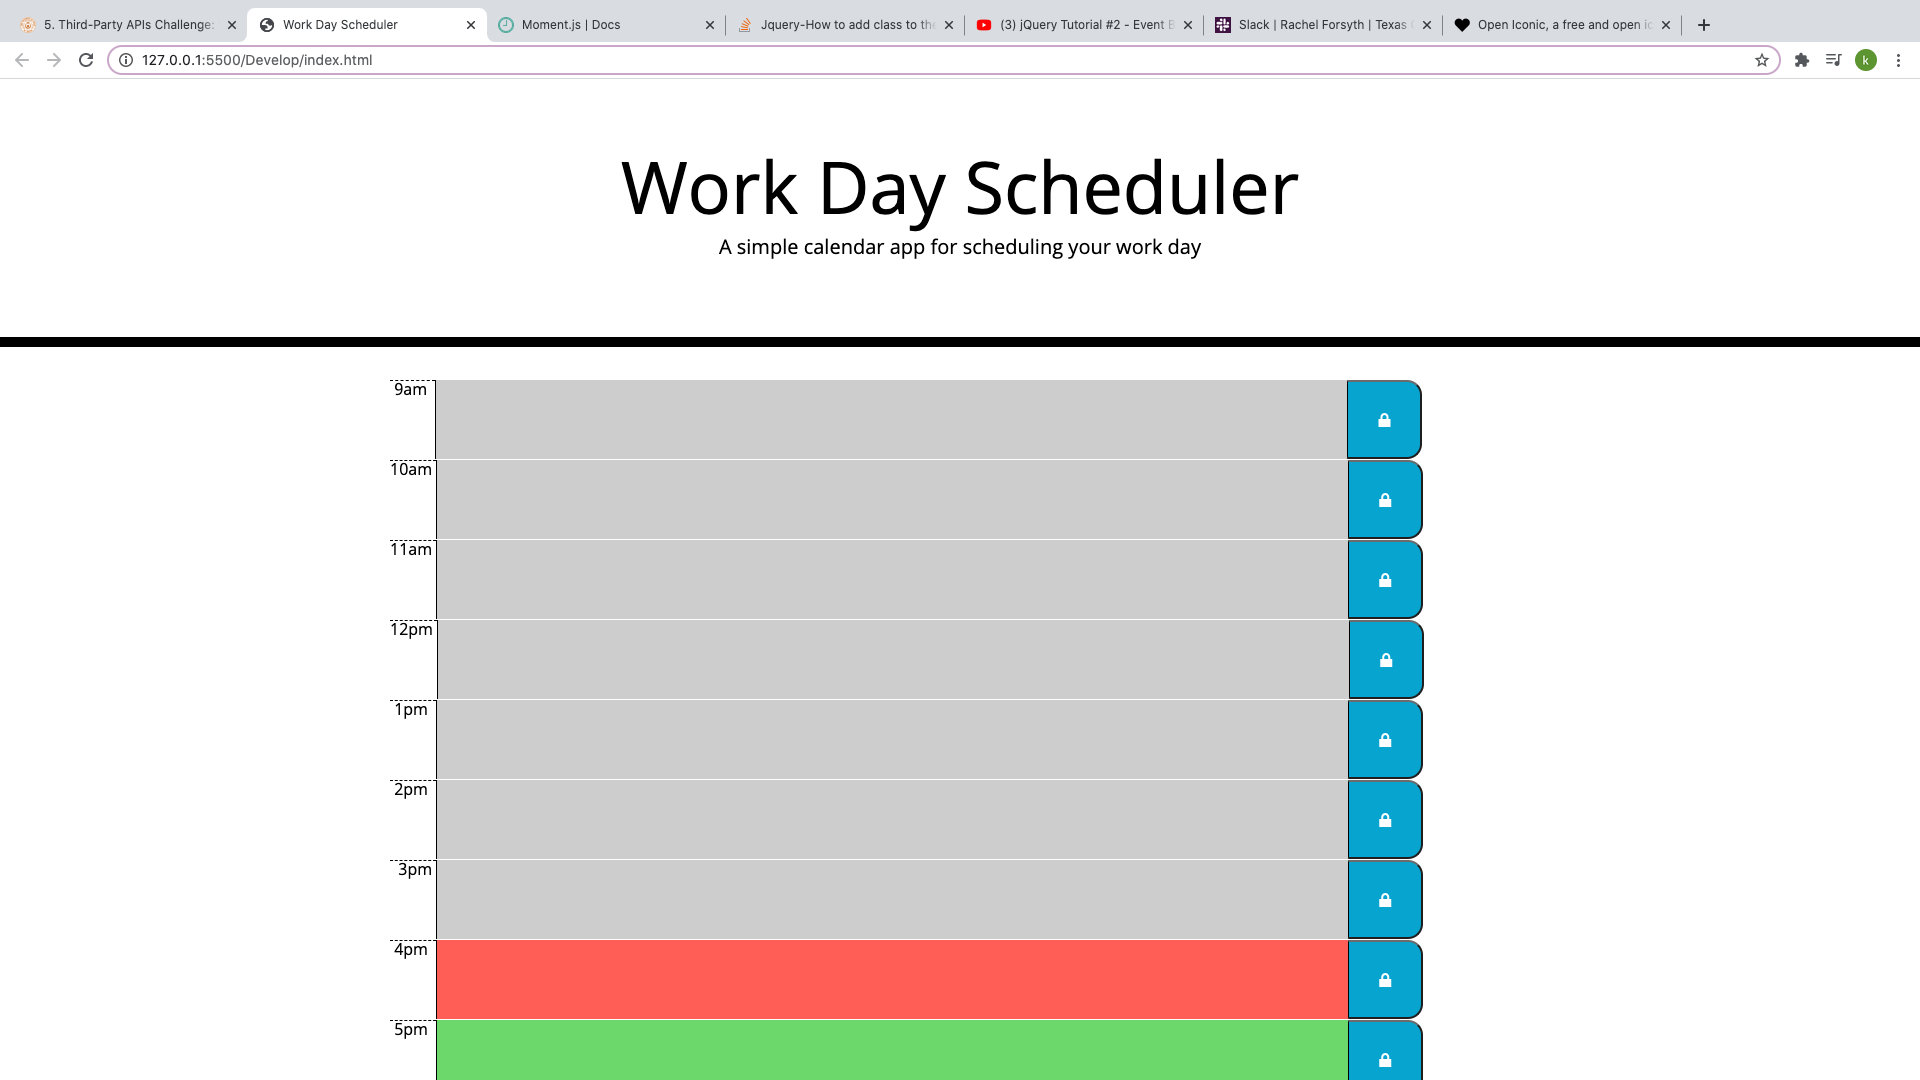 5. Third-Party APIs Challenge:
Work Day Scheduler
Moment.js | Docs
Jquery-How to add class to the
(3) jQuery Tutorial #2 - Event B
Slack | Rachel Forsyth | Texas
Open Iconic, a free and open ic
127.0.0.1:5500/Develop/index.html
k
Work Day Scheduler
A simple calendar app for scheduling your work day
9am
10am
11am
12pm
1pm
2pm
3pm
4pm
5pm